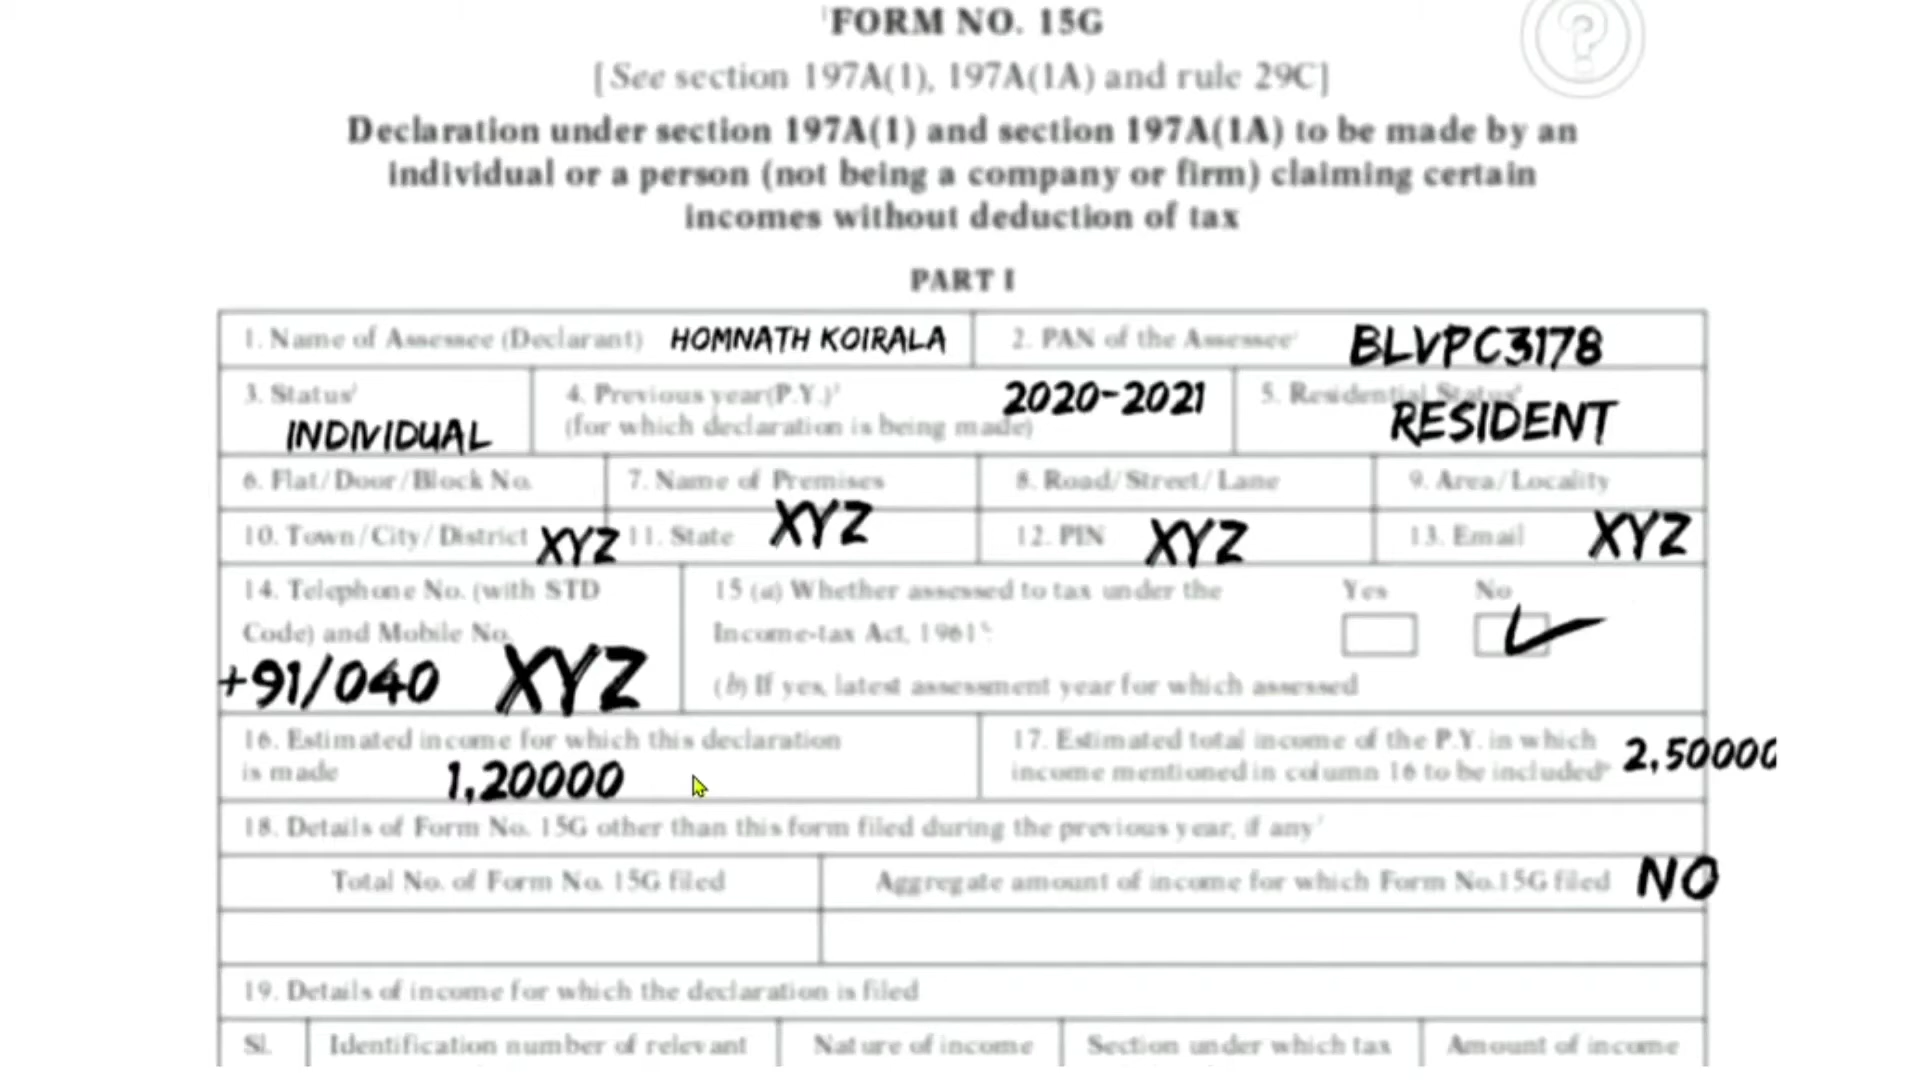 FORM NO. 15G
[See section 197A(1), 197A(1A) and rule 29C]
Declaration under section 197A(1) and section 197A(1A) to be made by an
individual or a person (not being a company or firm) claiming certain
incomes without deduction of tax
PART I
1. Name of Assessee (Declarant) HOMNATH KOIRALA 2. PAN of the Assessee BLVPC3178
3. Status 4. Previous year(P.Y.) 2020-2021 5. Residential Status
INDIVIDUAL (for which declaration is being made) RESIDENT
6. Flat/Door/Block No. 7. Name of Premises 8. Road/Street/Lane 9. Area/Locality
10. Town/City/District XYZ 11. State XYZ 12. PIN XYZ 13. Email XYZ
14. Telephone No. (with STD 15 (a) Whether assessed to tax under the Yes No
Code) and Mobile No. Income-tax Act, 1961:
+91/040 XYZ (b) If yes, latest assessment year for which assessed
16. Estimated income for which this declaration 17. Estimated total income of the P.Y. in which 2,50000
is made 1,20000 income mentioned in column 16 to be included
18. Details of Form No. 15G other than this form filed during the previous year, if any
Total No. of Form No. 15G filed Aggregate amount of income for which Form No.15G filed NO
19. Details of income for which the declaration is filed
Sl. Identification number of relevant Nature of income Section under which tax Amount of income